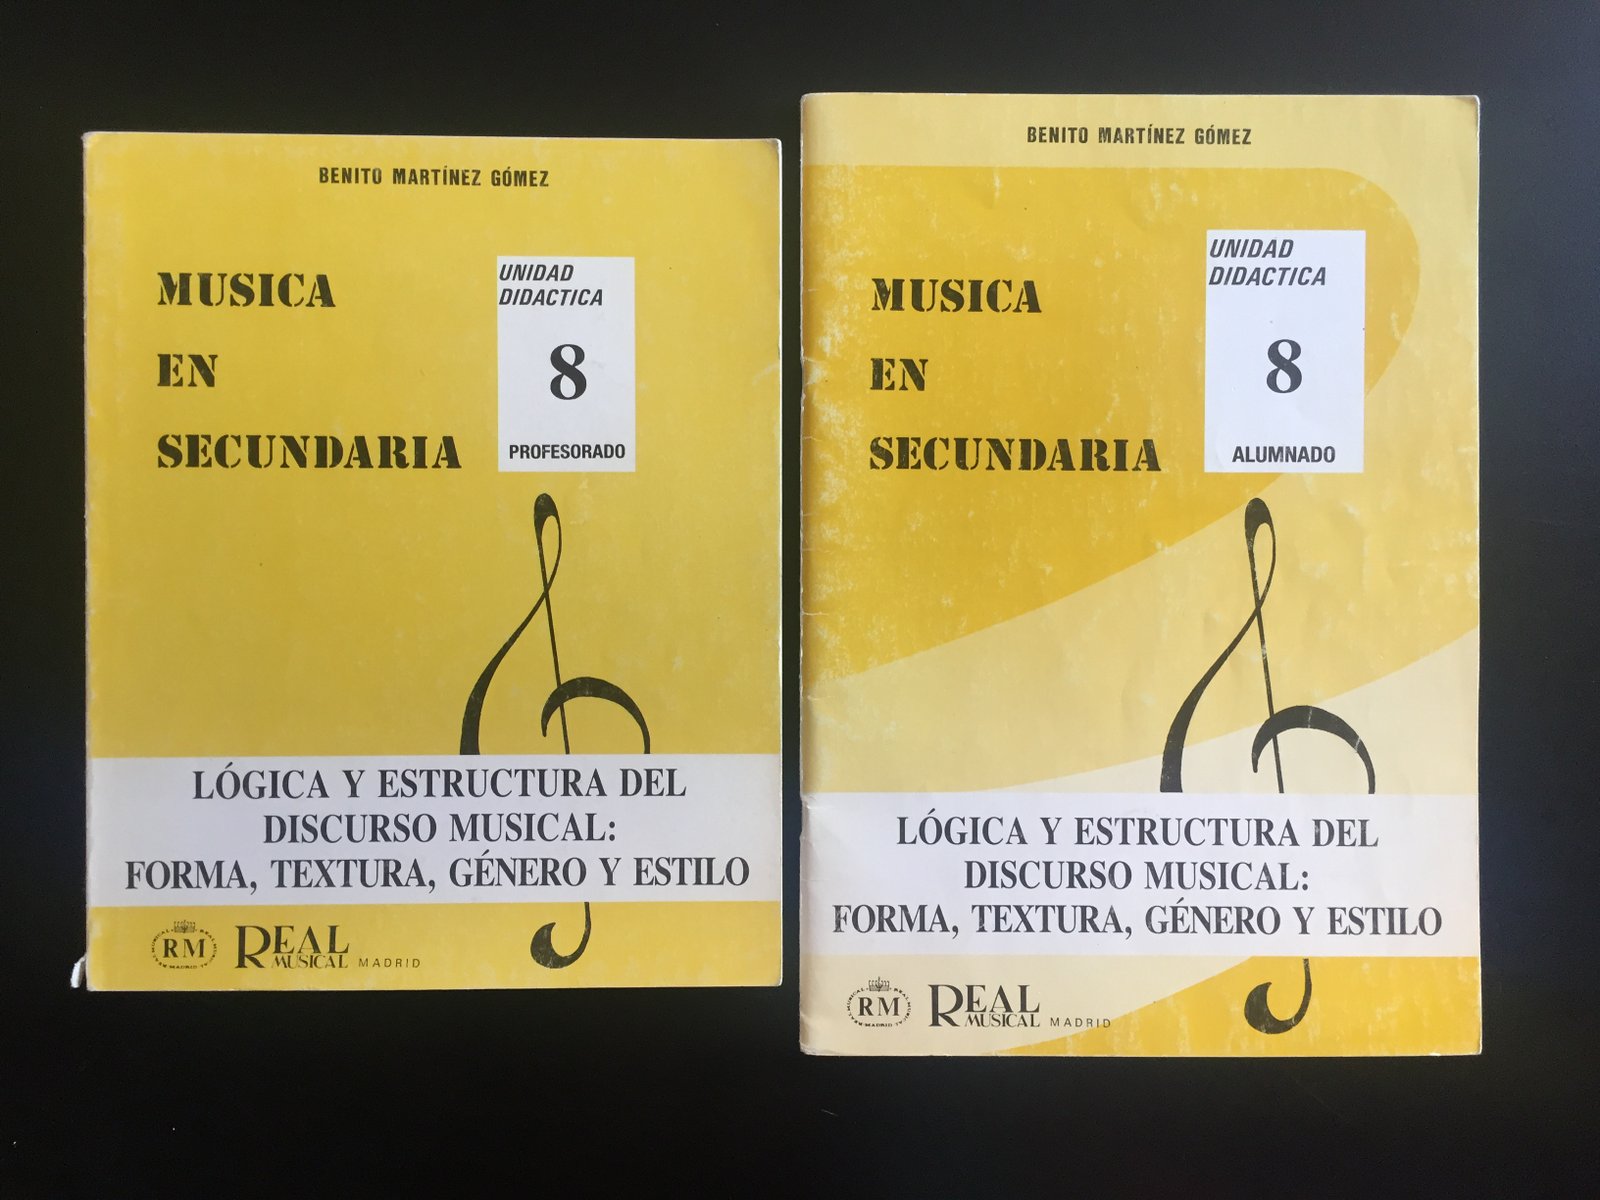 BENITO MARTÍNEZ GÓMEZ
MUSICA
EN
SECUNDARIA
UNIDAD
DIDACTICA
8
PROFESORADO
LÓGICA Y ESTRUCTURA DEL
DISCURSO MUSICAL:
FORMA, TEXTURA, GÉNERO Y ESTILO
RM
REAL
MUSICAL MADRID
BENITO MARTÍNEZ GÓMEZ
MUSICA
EN
SECUNDARIA
UNIDAD
DIDACTICA
8
ALUMNADO
LÓGICA Y ESTRUCTURA DEL
DISCURSO MUSICAL:
FORMA, TEXTURA, GÉNERO Y ESTILO
RM
REAL
MUSICAL MADRID